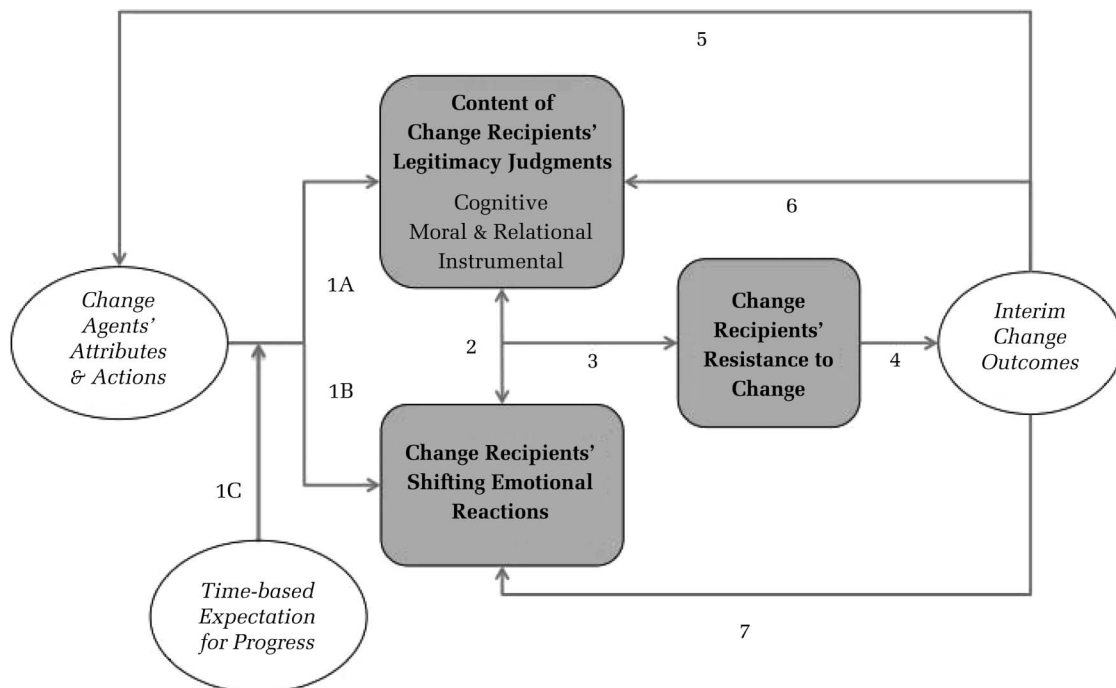 5
Content of
Change Recipients’
Legitimacy Judgments
Cognitive
Moral & Relational
Instrumental
6
1A
Change
Agents’
Attributes
& Actions
2
3
Change
Recipients’
Resistance to
Change
4
Interim
Change
Outcomes
1B
Change Recipients’
Shifting Emotional
Reactions
1C
Time-based
Expectation
for Progress
7